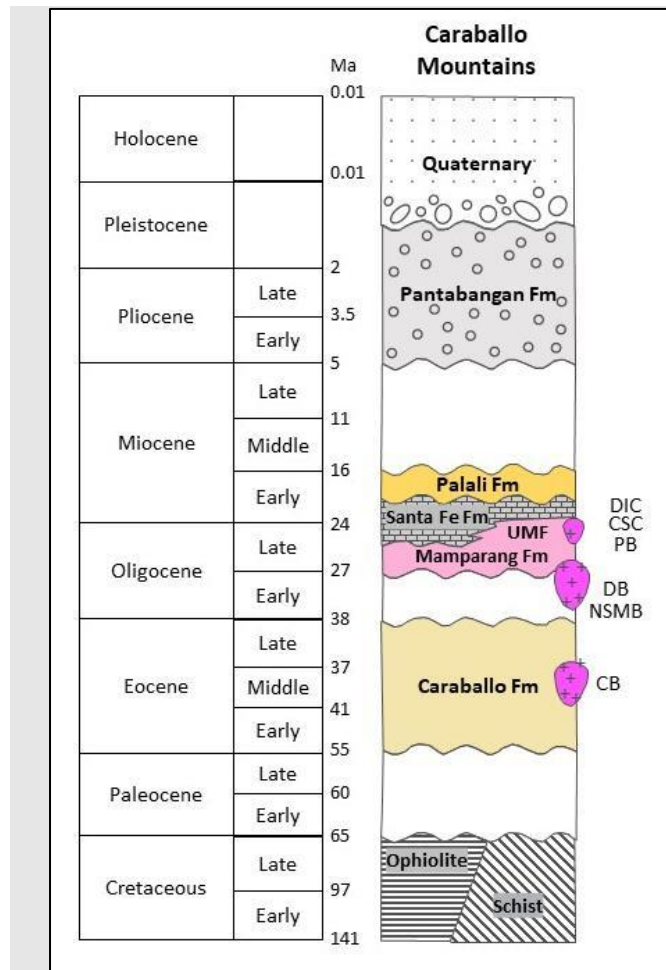 Caraballo
Mountains
Ma
0.01
Holocene
Quaternary
0.01
Pleistocene
2
Late
Pantabangan Fm
Pliocene
3.5
Early
5
Late
11
Miocene
Middle
16
Palali Fm
Early
DIC
Santa Fe Fm
CSC
24
UMF
PB
Late
Mamparang Fm
Oligocene
27
Early
DB
NSMB
38
Late
37
Eocene
Middle
Caraballo Fm
CB
41
Early
55
Late
Paleocene
60
Early
65
Ophiolite
Late
Cretaceous
97
Schist
Early
141